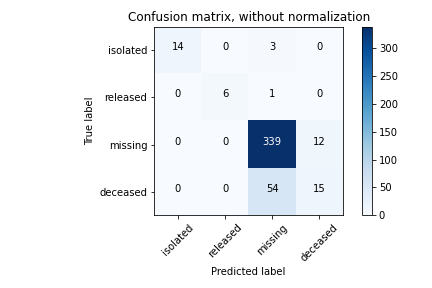 Confusion matrix, without normalization
True label
isolated 14 0 3 0
released 0 6 1 0
missing 0 0 339 12
deceased 0 0 54 15
isolated released missing deceased
Predicted label
300
250
200
150
100
50
0